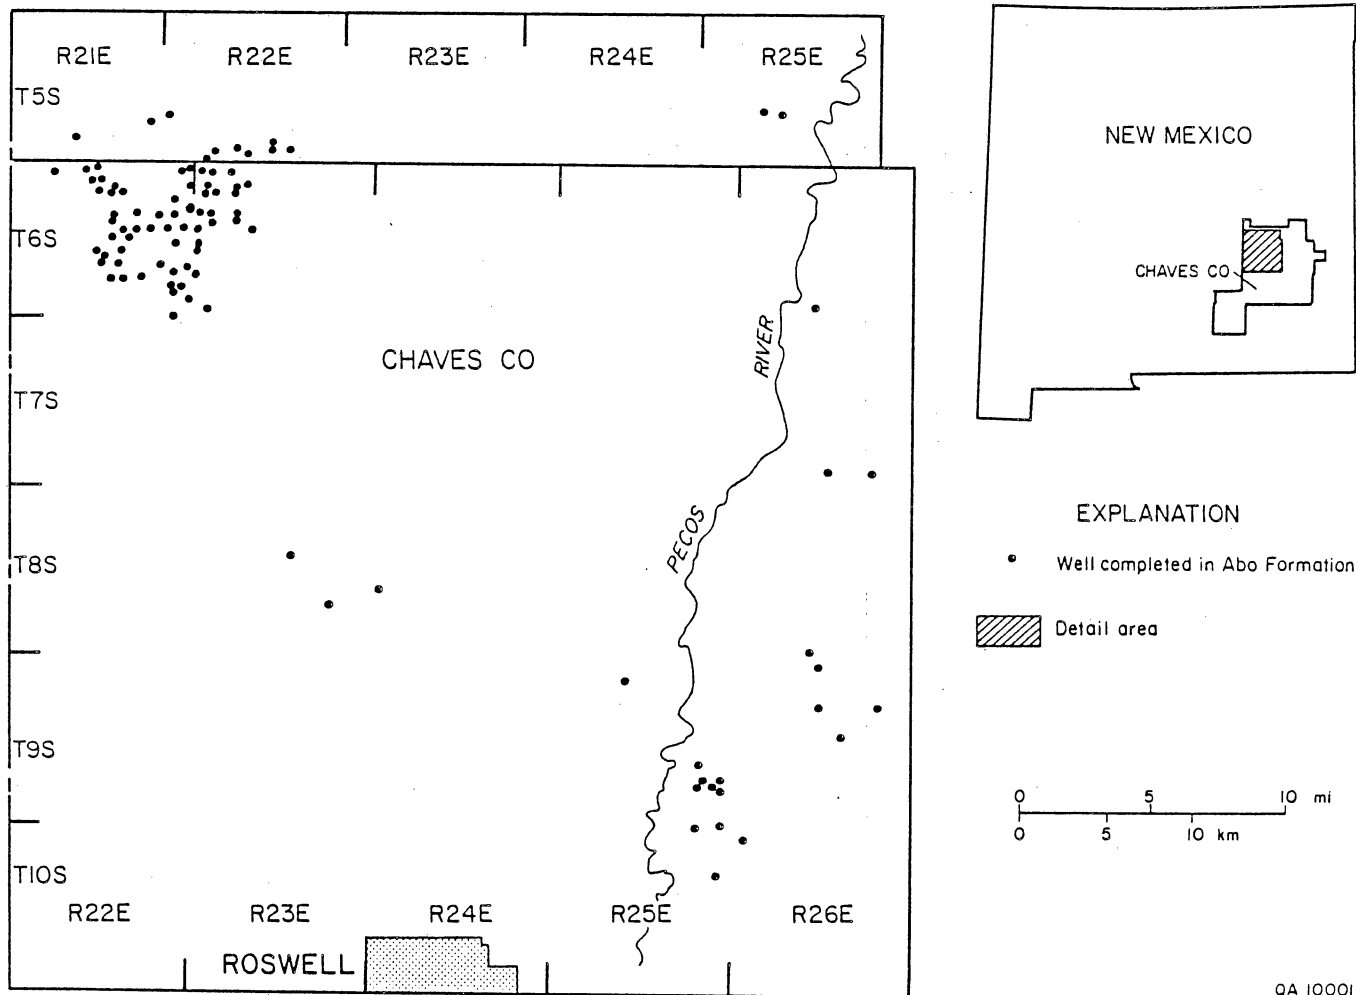 R21E R22E R23E R24E R25E
T5S
T6S
CHAVES CO
RIVER
T7S
PECOS
T8S
T9S
T10S
R22E R23E R24E R25E R26E
ROSWELL
NEW MEXICO
CHAVES CO
EXPLANATION
Well completed in Abo Formation
Detail area
0 5 10 mi
0 5 10 km
QA 10001